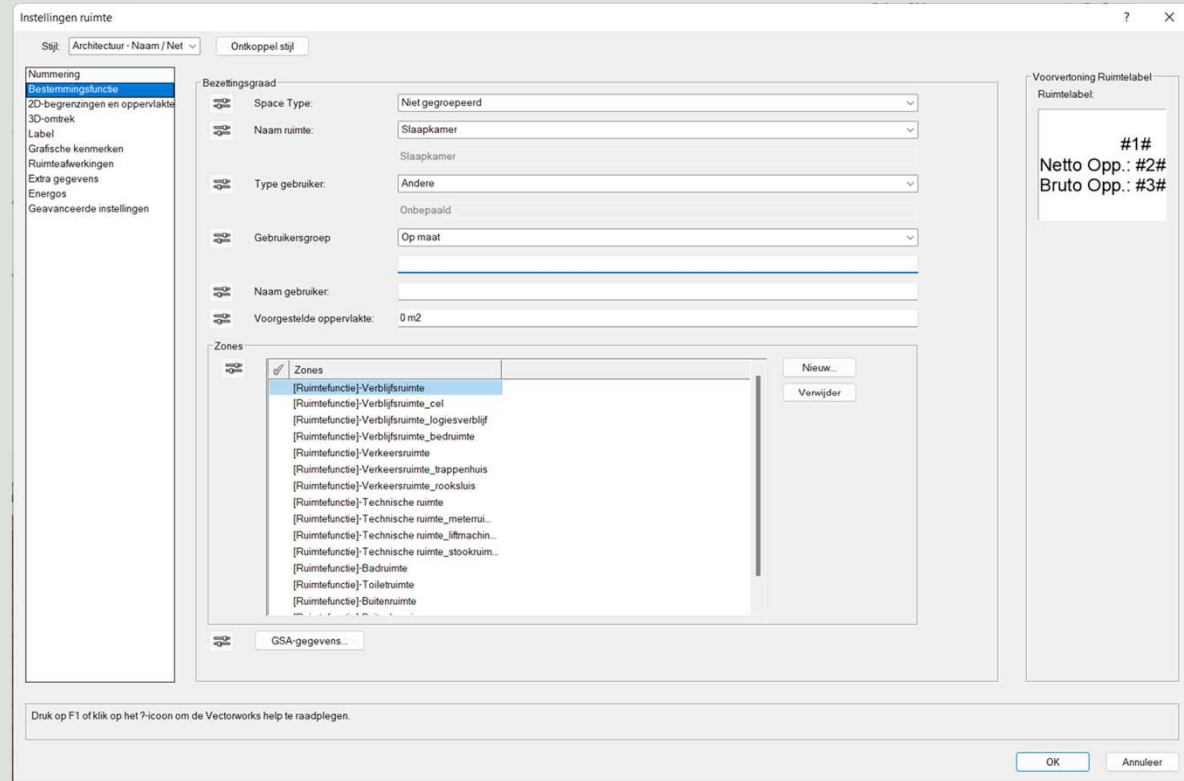 Instellingen ruimte
? ×
Stijl: Architectuur - Naam / Net
Ontkoppel stijl
Nummering
Bestemmingsfunctie
2D-begrenzingen en oppervlakte
3D-omtrek
Label
Grafische kenmerken
Ruimteafwerkingen
Extra gegevens
Energos
Geavanceerde instellingen
Bezettingsgraad
Space Type: Niet gegroepeerd
Naam ruimte: Slaapkamer
Slaapkamer
Type gebruiker: Andere
Onbepaald
Gebruikersgroep Op maat
Naam gebruiker:
Voorgestelde oppervlakte: 0 m2
Zones
Zones
[Ruimtefunctie]-Verblijfsruimte
[Ruimtefunctie]-Verblijfsruimte_cel
[Ruimtefunctie]-Verblijfsruimte_logiesverblijf
[Ruimtefunctie]-Verblijfsruimte_bedruimte
[Ruimtefunctie]-Verkeersruimte
[Ruimtefunctie]-Verkeersruimte_trappenhuis
[Ruimtefunctie]-Verkeersruimte_rooksluis
[Ruimtefunctie]-Technische ruimte
[Ruimtefunctie]-Technische ruimte_meterrui...
[Ruimtefunctie]-Technische ruimte_liftmachin...
[Ruimtefunctie]-Technische ruimte_stookruim...
[Ruimtefunctie]-Badruimte
[Ruimtefunctie]-Toiletruimte
[Ruimtefunctie]-Buitenruimte
Nieuw...
Verwijder
GSA-gegevens...
Voorvertoning Ruimtelabel
Ruimtelabel:
#1#
Netto Opp.: #2#
Bruto Opp.: #3#
Druk op F1 of klik op het ?-icoon om de Vectorworks help te raadplegen.
OK
Annuleer